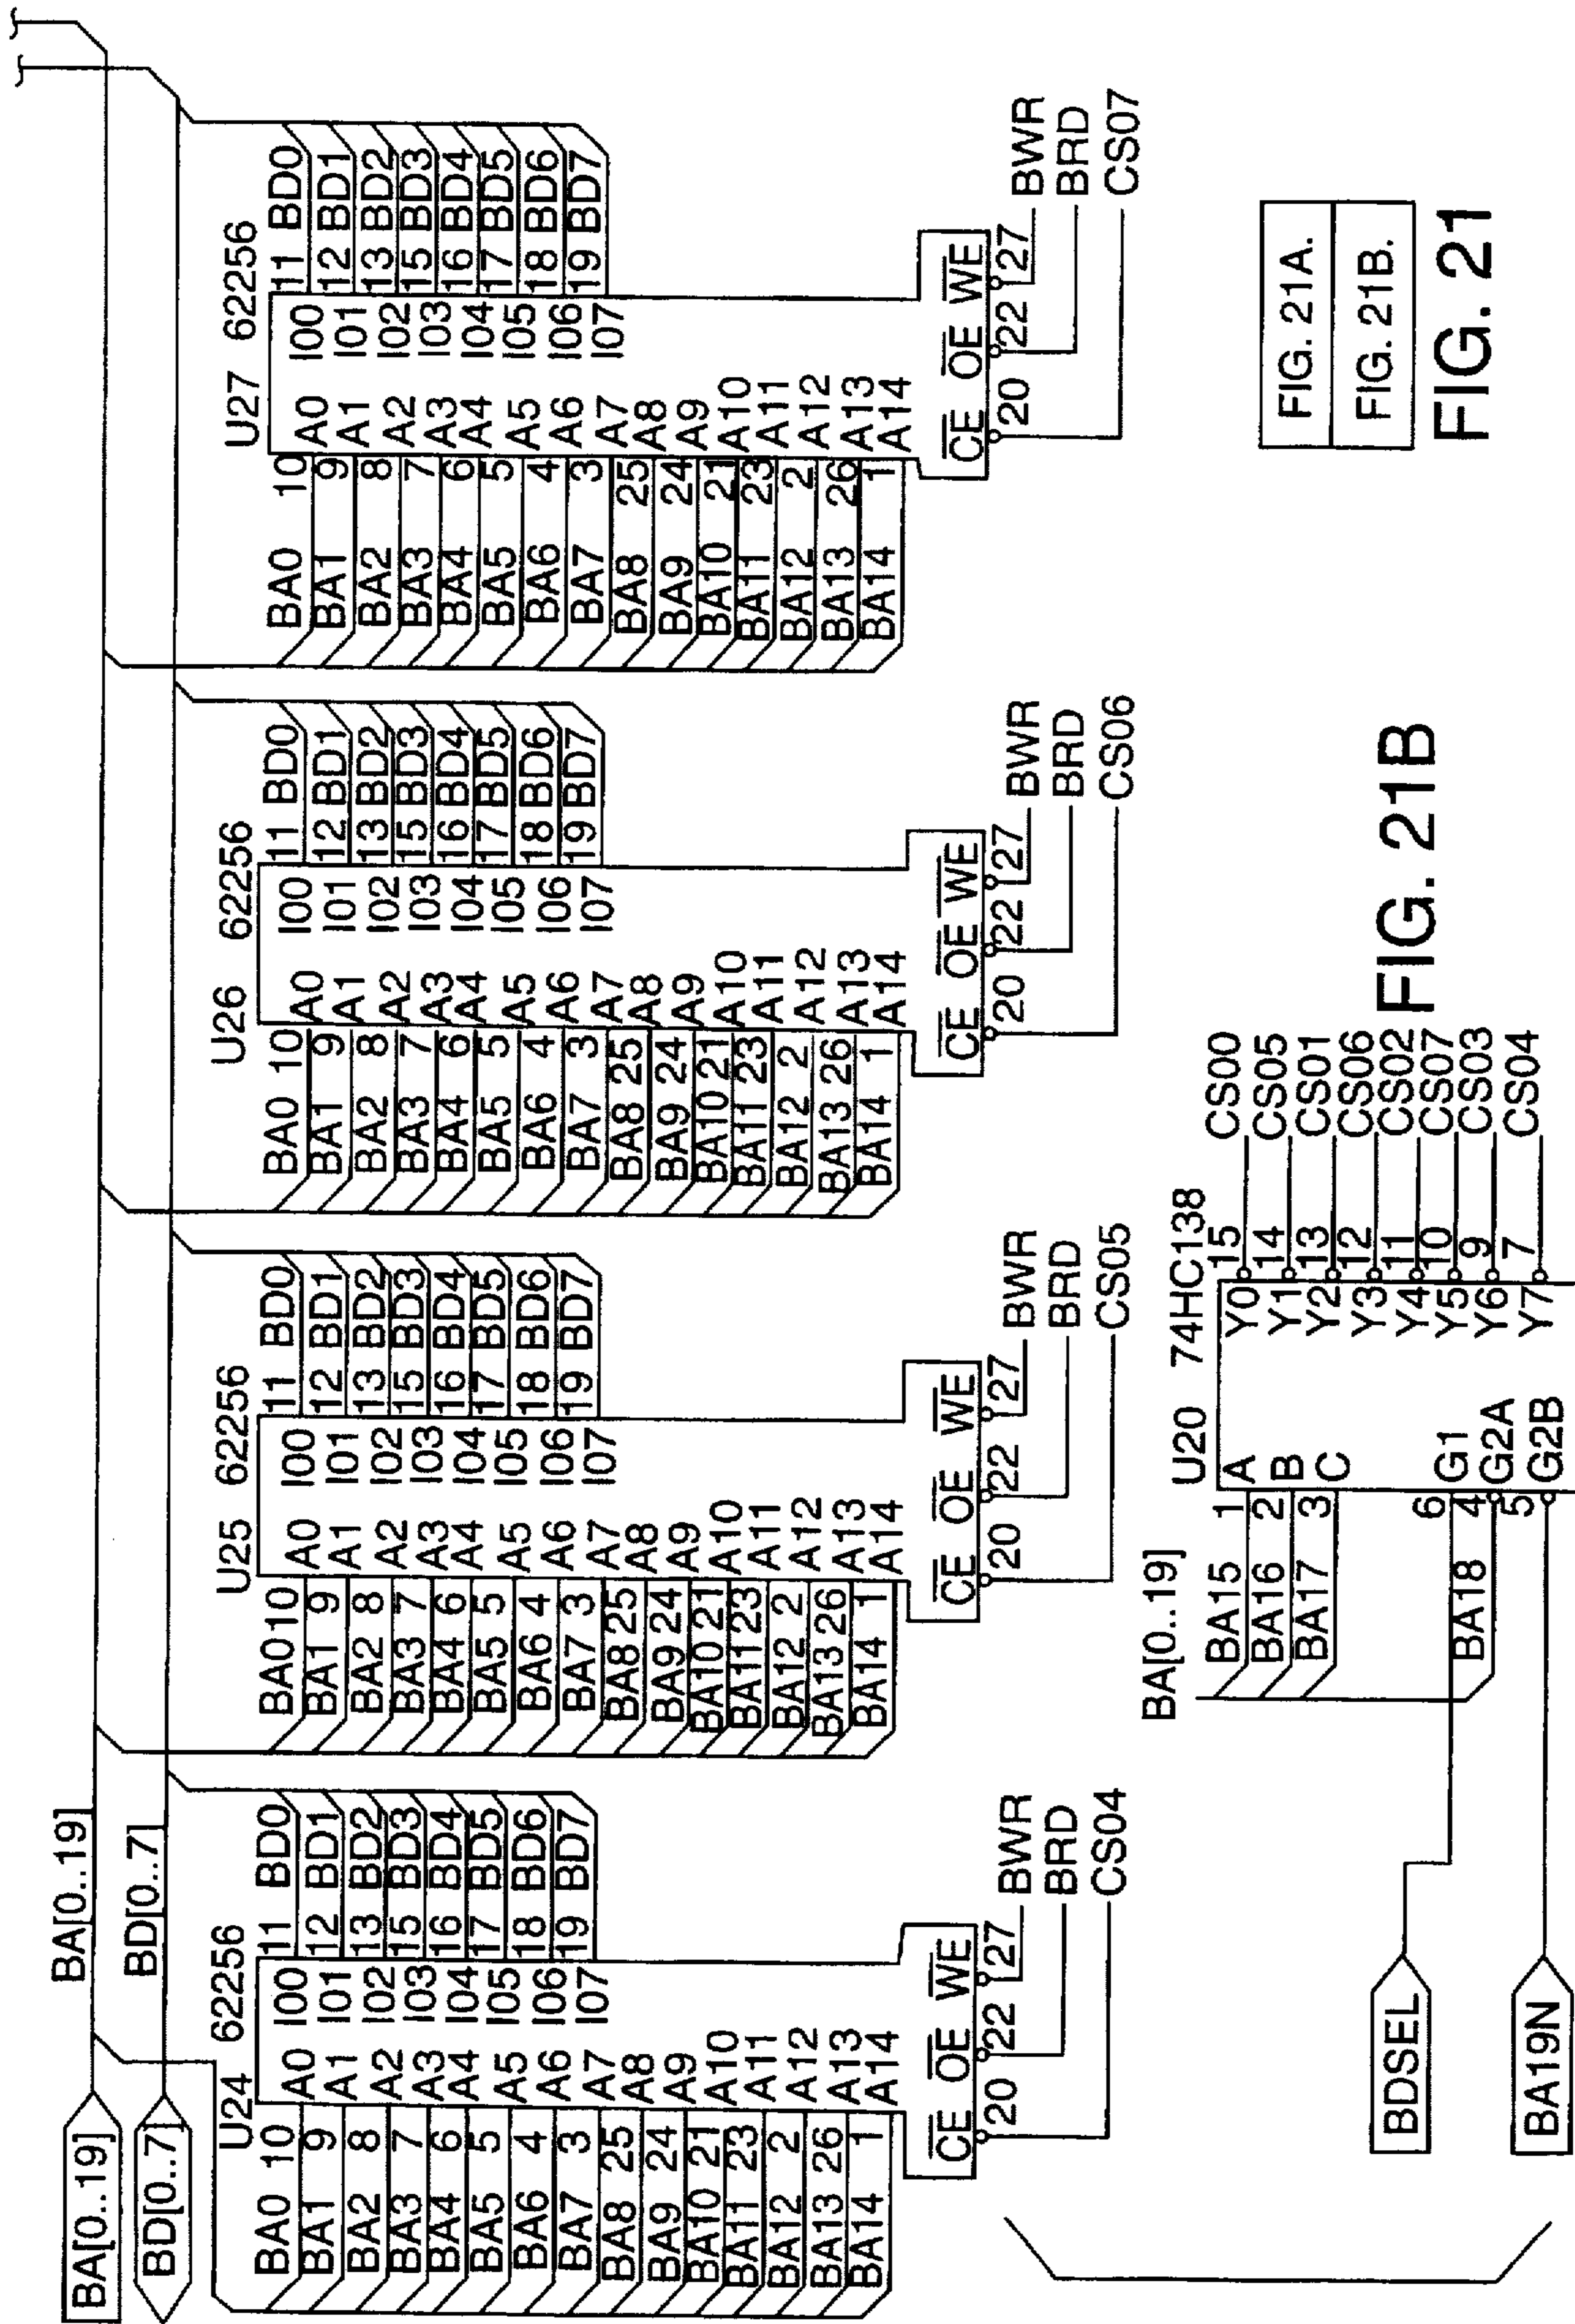 BA[0..19]
BA[0..19]
BD[0..7]
BD[0..7]
U24 62256
BA0 10 A0 I00 11 BD0
BA1 9 A1 I01 12 BD1
BA2 8 A2 I02 13 BD2
BA3 7 A3 I03 15 BD3
BA4 6 A4 I04 16 BD4
BA5 5 A5 I05 17 BD5
BA6 4 A6 I06 18 BD6
BA7 3 A7 I07 19 BD7
BA8 25 A8
BA9 24 A9
BA10 21 A10
BA11 23 A11
BA12 2 A12
BA13 26 A13
BA14 1 A14
CE OE WE
20 22 27
BWR
BRD
CS04
U25 62256
BA0 10 A0 I00 11 BD0
BA1 9 A1 I01 12 BD1
BA2 8 A2 I02 13 BD2
BA3 7 A3 I03 15 BD3
BA4 6 A4 I04 16 BD4
BA5 5 A5 I05 17 BD5
BA6 4 A6 I06 18 BD6
BA7 3 A7 I07 19 BD7
BA8 25 A8
BA9 24 A9
BA10 21 A10
BA11 23 A11
BA12 2 A12
BA13 26 A13
BA14 1 A14
CE OE WE
20 22 27
BWR
BRD
CS05
U26 62256
BA0 10 A0 I00 11 BD0
BA1 9 A1 I01 12 BD1
BA2 8 A2 I02 13 BD2
BA3 7 A3 I03 15 BD3
BA4 6 A4 I04 16 BD4
BA5 5 A5 I05 17 BD5
BA6 4 A6 I06 18 BD6
BA7 3 A7 I07 19 BD7
BA8 25 A8
BA9 24 A9
BA10 21 A10
BA11 23 A11
BA12 2 A12
BA13 26 A13
BA14 1 A14
CE OE WE
20 22 27
BWR
BRD
CS06
U27 62256
BA0 10 A0 I00 11 BD0
BA1 9 A1 I01 12 BD1
BA2 8 A2 I02 13 BD2
BA3 7 A3 I03 15 BD3
BA4 6 A4 I04 16 BD4
BA5 5 A5 I05 17 BD5
BA6 4 A6 I06 18 BD6
BA7 3 A7 I07 19 BD7
BA8 25 A8
BA9 24 A9
BA10 21 A10
BA11 23 A11
BA12 2 A12
BA13 26 A13
BA14 1 A14
CE OE WE
20 22 27
BWR
BRD
CS07
BA[0..19]
U20 74HC138
BA15 1 A Y0 15 CS00
BA16 2 B Y1 14 CS05
BA17 3 C Y2 13 CS01
Y3 12 CS06
Y4 11 CS02
BDSEL 6 G1 Y5 10 CS07
BA18 4 G2A Y6 9 CS03
BA19N 5 G2B Y7 7 CS04
FIG. 21B
FIG. 21A.
FIG. 21B.
FIG. 21